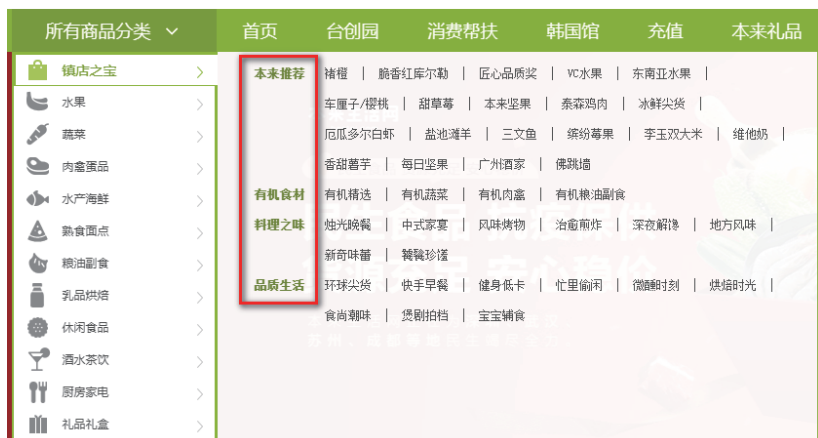 所有商品分类 首页 台创园 消费帮扶 韩国馆 充值 本来礼品
镇店之宝
水果
蔬菜
肉禽蛋品
水产海鲜
熟食面点
粮油副食
乳品烘焙
休闲食品
酒水茶饮
厨房家电
礼品礼盒
本来推荐 褚橙 | 脆香红库尔勒 | 匠心品质奖 | VC水果 | 东南亚水果 |
车厘子/樱桃 | 甜草莓 | 本来坚果 | 泰森鸡肉 | 冰鲜尖货 |
厄瓜多尔白虾 | 盐池滩羊 | 三文鱼 | 缤纷莓果 | 李玉双大米 | 维他奶 |
香甜薯芋 | 每日坚果 | 广州酒家 | 佛跳墙
有机食材 有机精选 | 有机蔬菜 | 有机肉禽 | 有机粮油副食
料理之味 烛光晚餐 | 中式家宴 | 风味烤物 | 治愈煎炸 | 深夜解馋 | 地方风味 |
新奇味蕾 | 饕餮珍馐
品质生活 环球尖货 | 快手早餐 | 健身低卡 | 忙里偷闲 | 微醺时刻 | 烘焙时光 |
食尚潮味 | 煲剧拍档 | 宝宝辅食